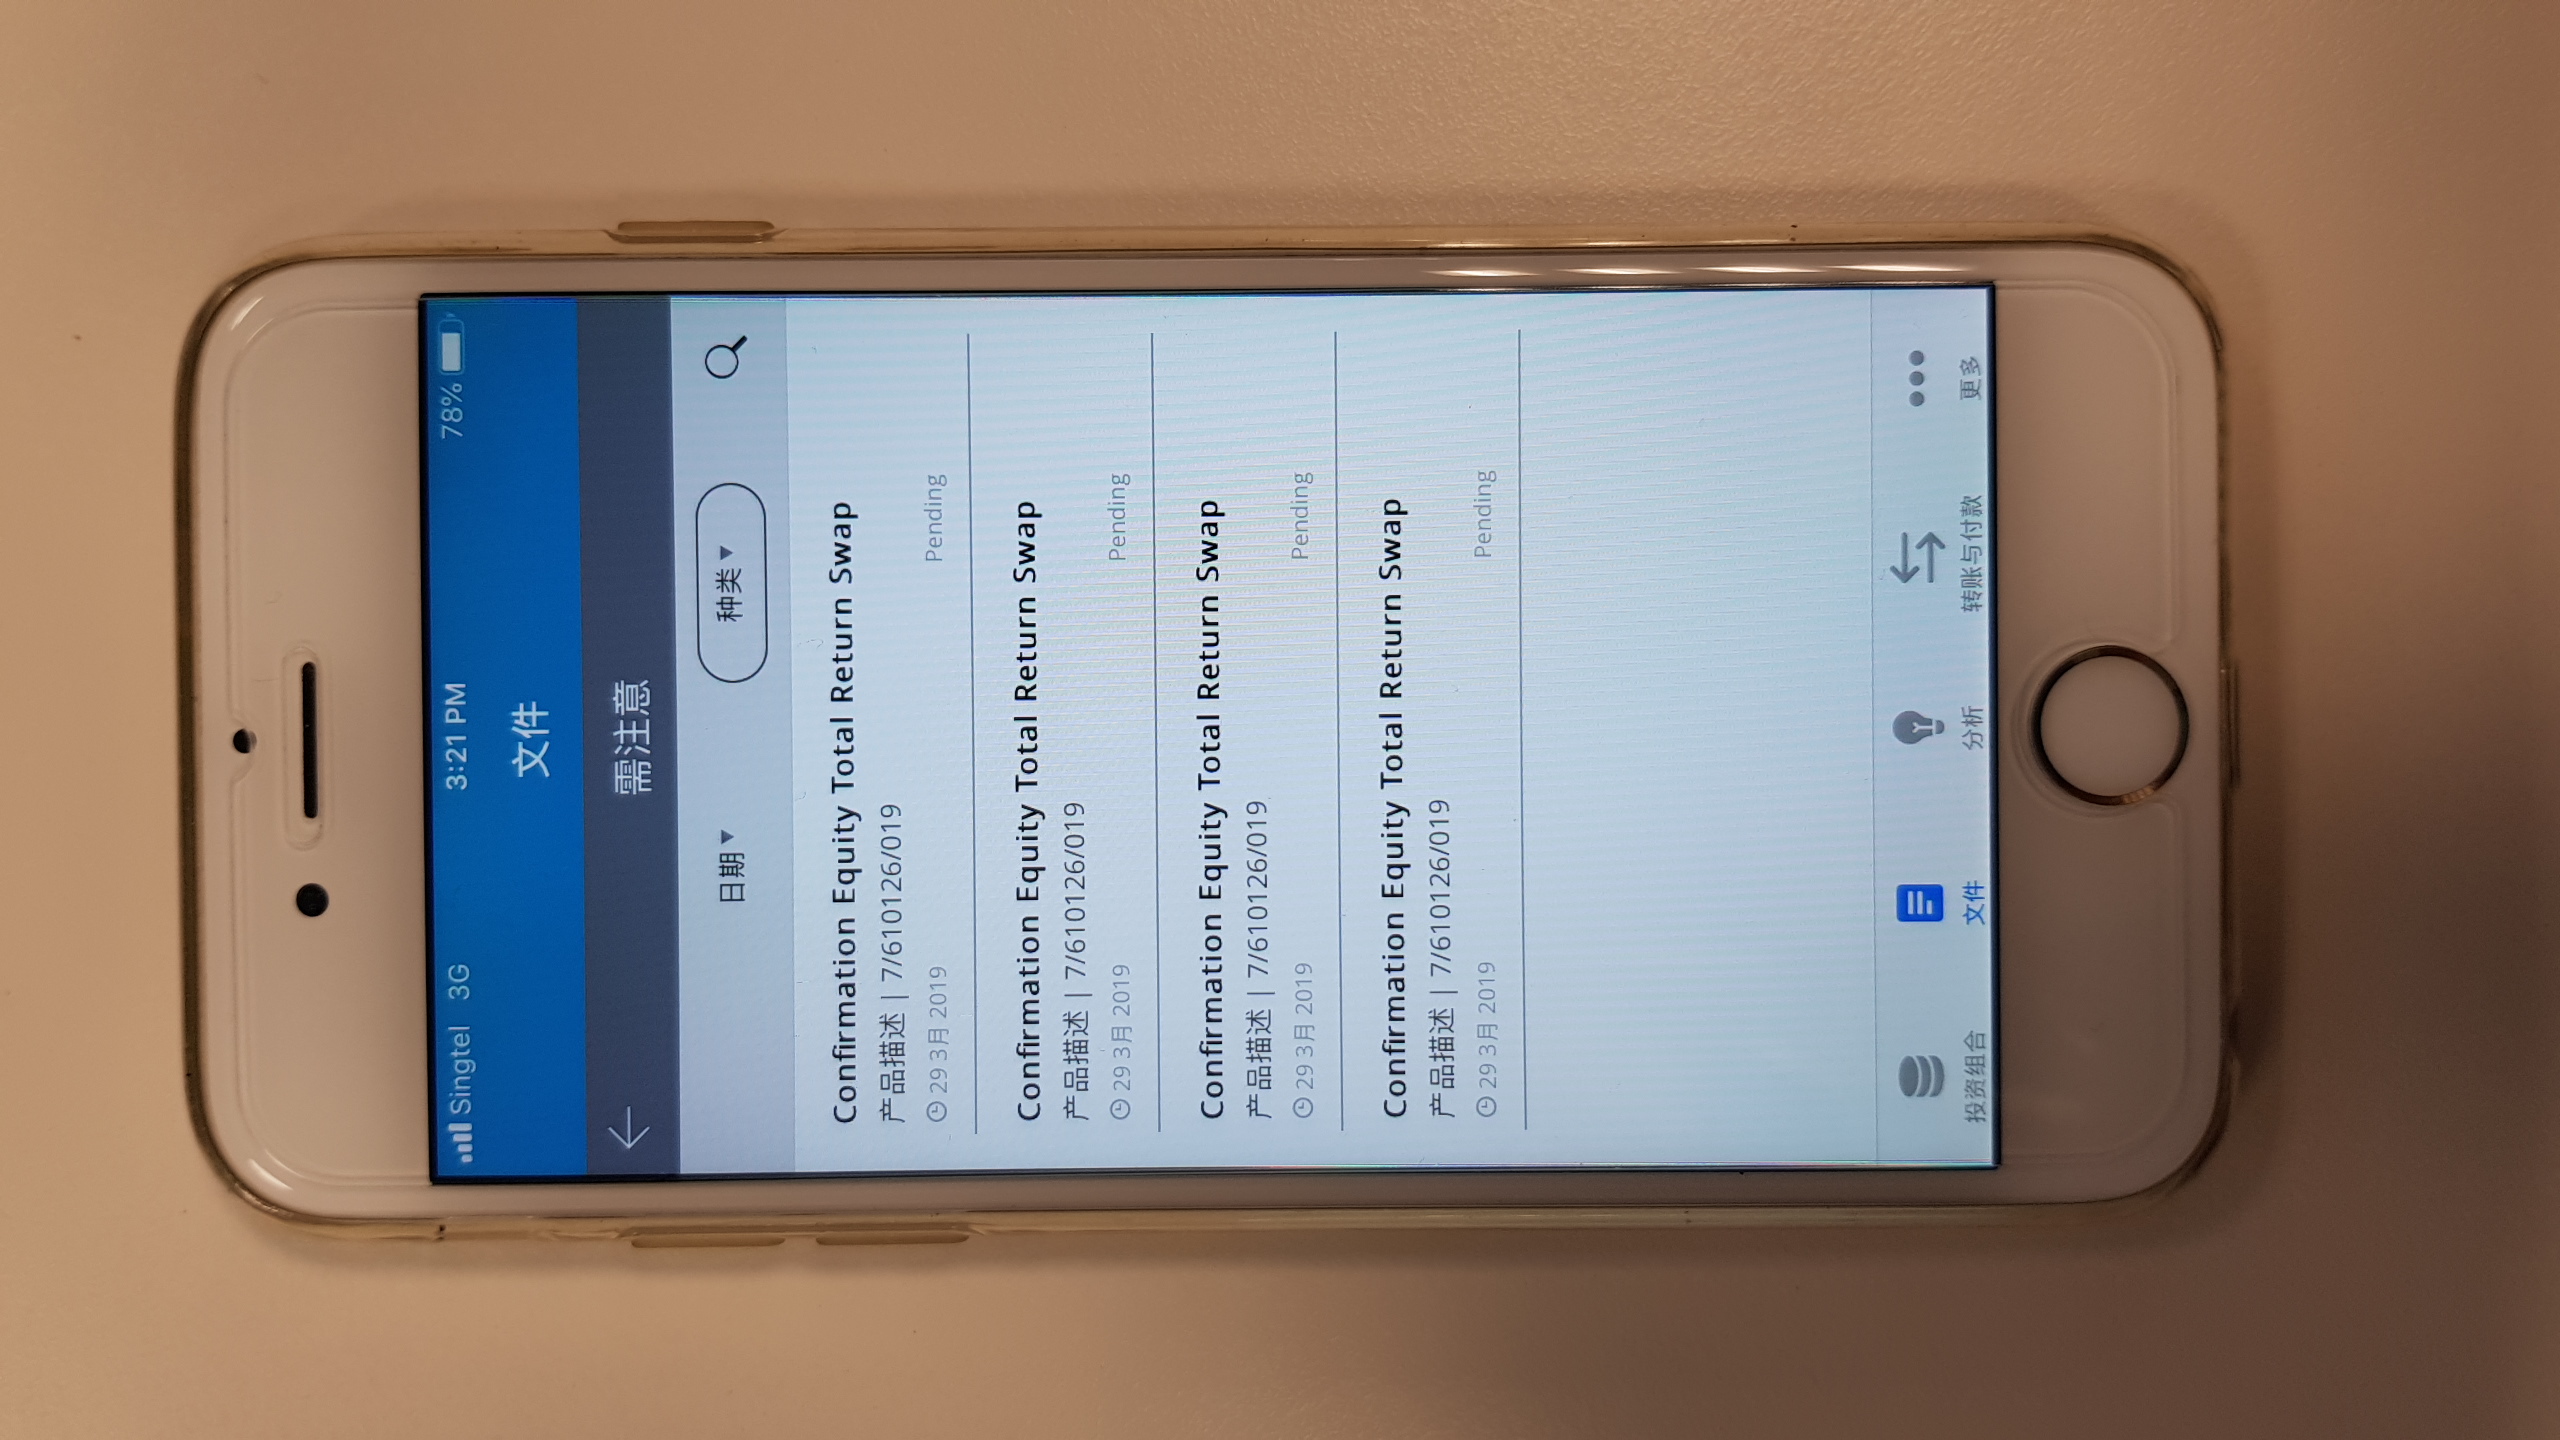 Singtel 3G 3:21 PM 78%
文件
需注意
日期 种类
Confirmation Equity Total Return Swap
产品描述 | 7/610126/019
29 3月 2019 Pending
Confirmation Equity Total Return Swap
产品描述 | 7/610126/019
29 3月 2019 Pending
Confirmation Equity Total Return Swap
产品描述 | 7/610126/019
29 3月 2019 Pending
Confirmation Equity Total Return Swap
产品描述 | 7/610126/019
29 3月 2019 Pending
投资组合 文件 分析 转账与付款 更多